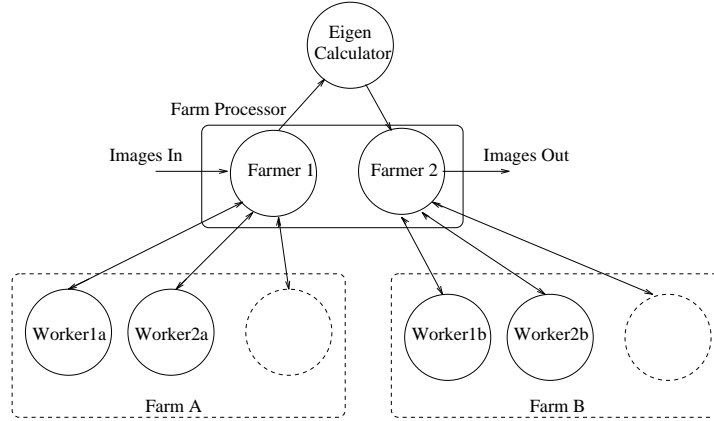 Eigen
Calculator
Farm Processor
Images In
Farmer 1
Farmer 2
Images Out
Worker1a
Worker2a
Worker1b
Worker2b
Farm A
Farm B